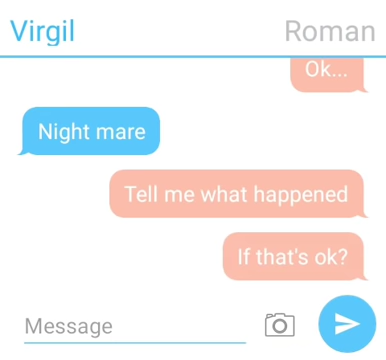 Virgil Roman
Ok...
Night mare
Tell me what happened
If that's ok?
Message